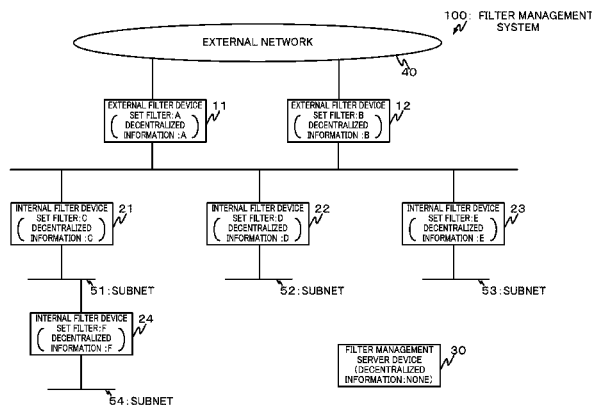 100: FILTER MANAGEMENT
SYSTEM
EXTERNAL NETWORK
40
EXTERNAL FILTER DEVICE
SET FILTER:A
DECENTRALIZED
INFORMATION :A
11
EXTERNAL FILTER DEVICE
SET FILTER:B
DECENTRALIZED
INFORMATION :B
12
INTERNAL FILTER DEVICE
SET FILTER:C
DECENTRALIZED
INFORMATION :C
21
INTERNAL FILTER DEVICE
SET FILTER:D
DECENTRALIZED
INFORMATION :D
22
INTERNAL FILTER DEVICE
SET FILTER:E
DECENTRALIZED
INFORMATION :E
23
51:SUBNET
52:SUBNET
53:SUBNET
INTERNAL FILTER DEVICE
SET FILTER:F
DECENTRALIZED
INFORMATION :F
24
FILTER MANAGEMENT
SERVER DEVICE
(DECENTRALIZED
INFORMATION:NONE)
30
54:SUBNET